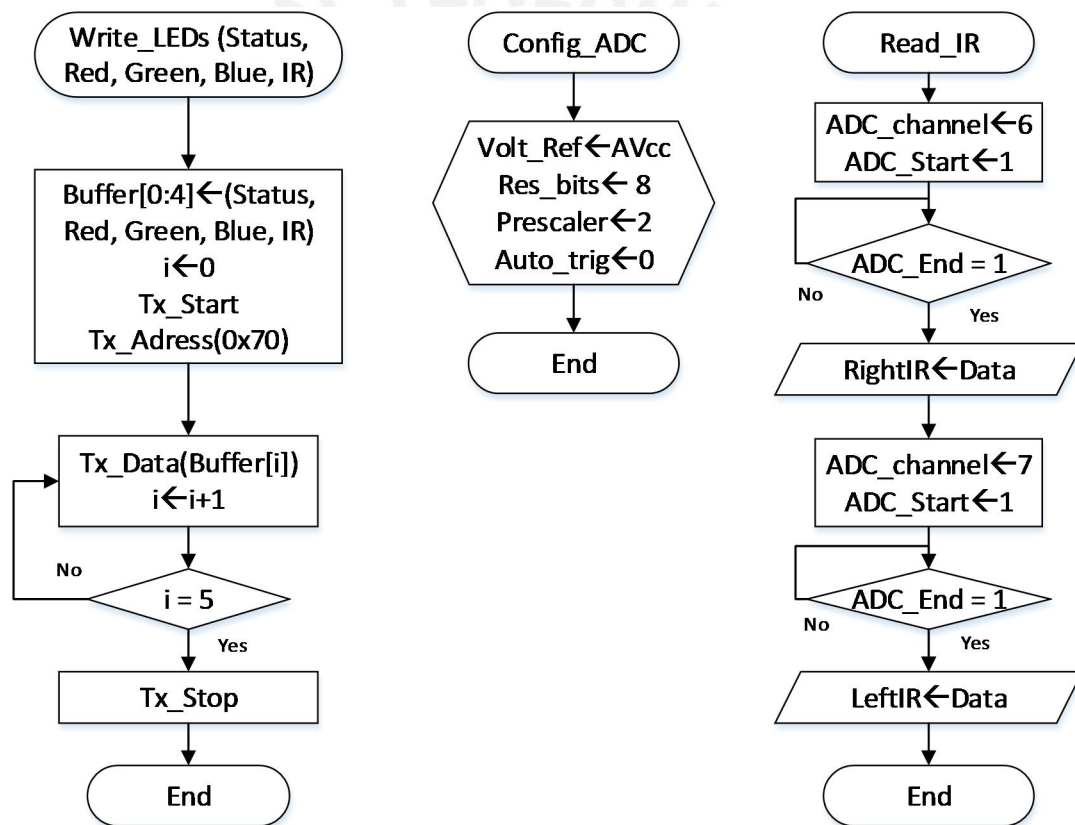 Write_LEDs (Status,
Red, Green, Blue, IR)
Buffer[0:4]←(Status,
Red, Green, Blue, IR)
i←0
Tx_Start
Tx_Adress(0x70)
Tx_Data(Buffer[i])
i←i+1
No
i = 5
Yes
Tx_Stop
End
Config_ADC
Volt_Ref←AVcc
Res_bits← 8
Prescaler←2
Auto_trig←0
End
Read_IR
ADC_channel←6
ADC_Start←1
ADC_End = 1
No
Yes
RightIR←Data
ADC_channel←7
ADC_Start←1
ADC_End = 1
No
Yes
LeftIR←Data
End